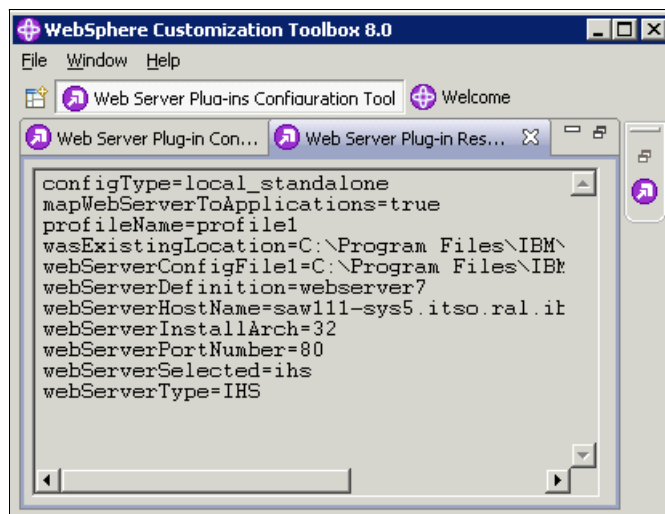 WebSphere Customization Toolbox 8.0
File Window Help
Web Server Plug-ins Configuration Tool Welcome
Web Server Plug-in Con... Web Server Plug-in Res...
configType=local_standalone
mapWebServerToApplications=true
profileName=profile1
wasExistingLocation=C:\Program Files\IBM\
webServerConfigFile1=C:\Program Files\IBM
webServerDefinition=webserver7
webServerHostName=saw111-sys5.itso.ral.ib
webServerInstallArch=32
webServerPortNumber=80
webServerSelected=ihs
webServerType=IHS